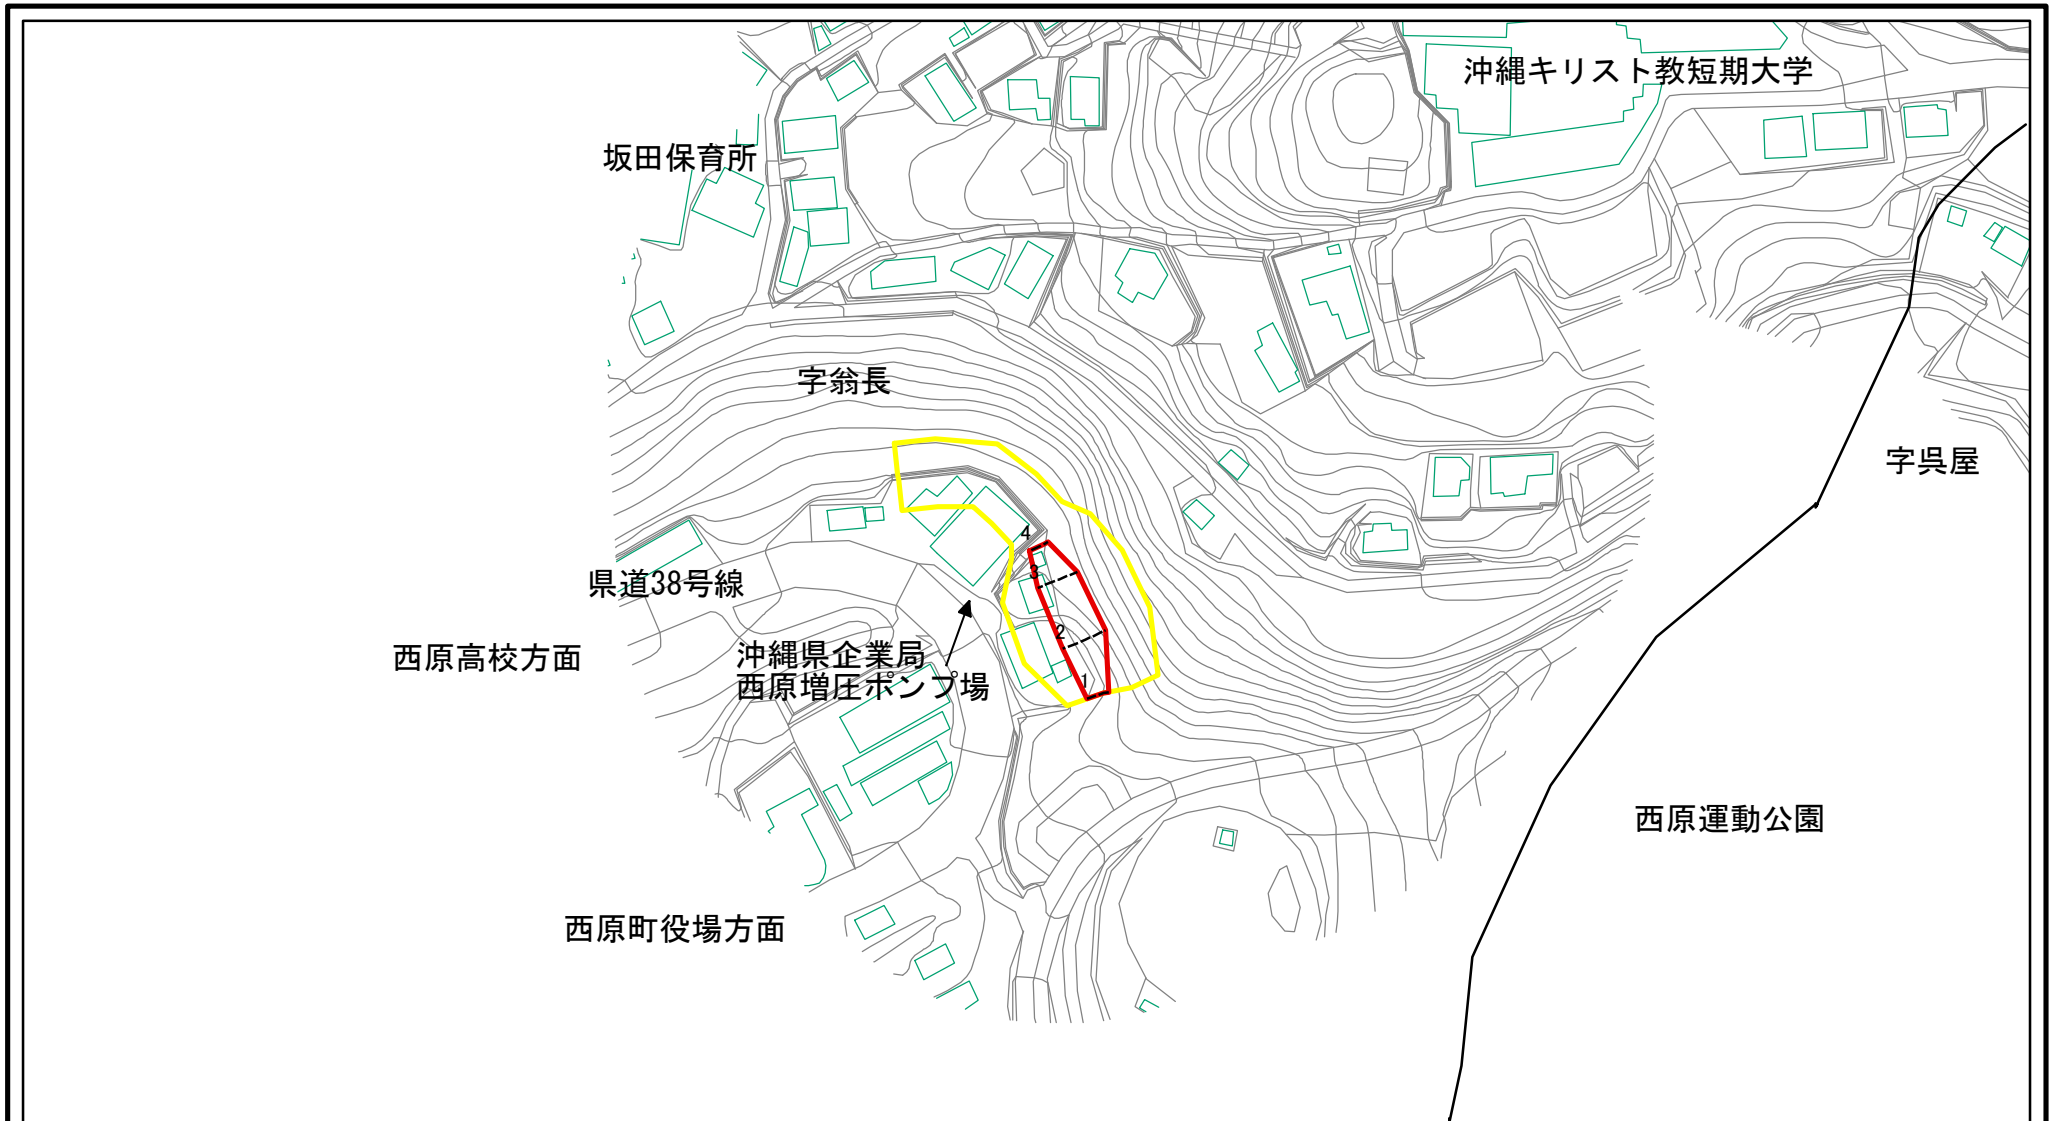 沖縄キリスト教短期大学
坂田保育所
字翁長
字呉屋
4
3
県道38号線
2
沖縄県企業局
西原増圧ポンプ場
西原高校方面
1
西原運動公園
西原町役場方面